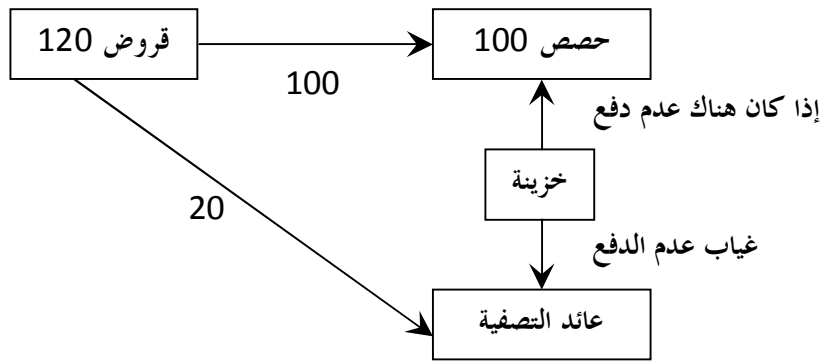 قروض 120
حصص 100
100
إذا كان هناك عدم دفع
خزينة
20
غياب عدم الدفع
عائد التصفية